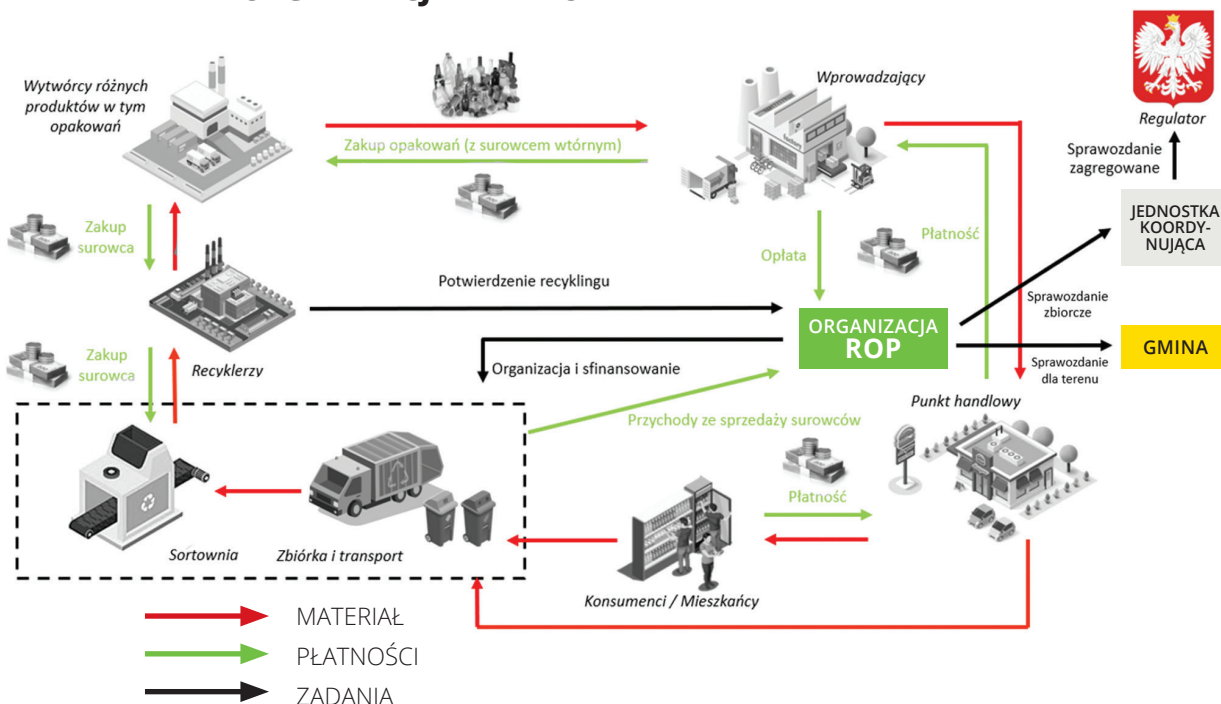 Wytwórcy różnych
produktów w tym
opakowań
Wprowadzający
Regulator
Zakup opakowań (z surowcem wtórnym)
Sprawozdanie
zagregowane
JEDNOSTKA
KOORDY-
NUJĄCA
Zakup
surowca
Opłata
Płatność
Potwierdzenie recyklingu
ORGANIZACJA
ROP
Sprawozdanie
zbiorcze
GMINA
Zakup
surowca
Recyklerzy
Organizacja i sfinansowanie
Sprawozdanie
dla terenu
Punkt handlowy
Przychody ze sprzedaży surowców
Płatność
Sortownia
Zbiórka i transport
Konsumenci / Mieszkańcy
MATERIAŁ
PŁATNOŚCI
ZADANIA